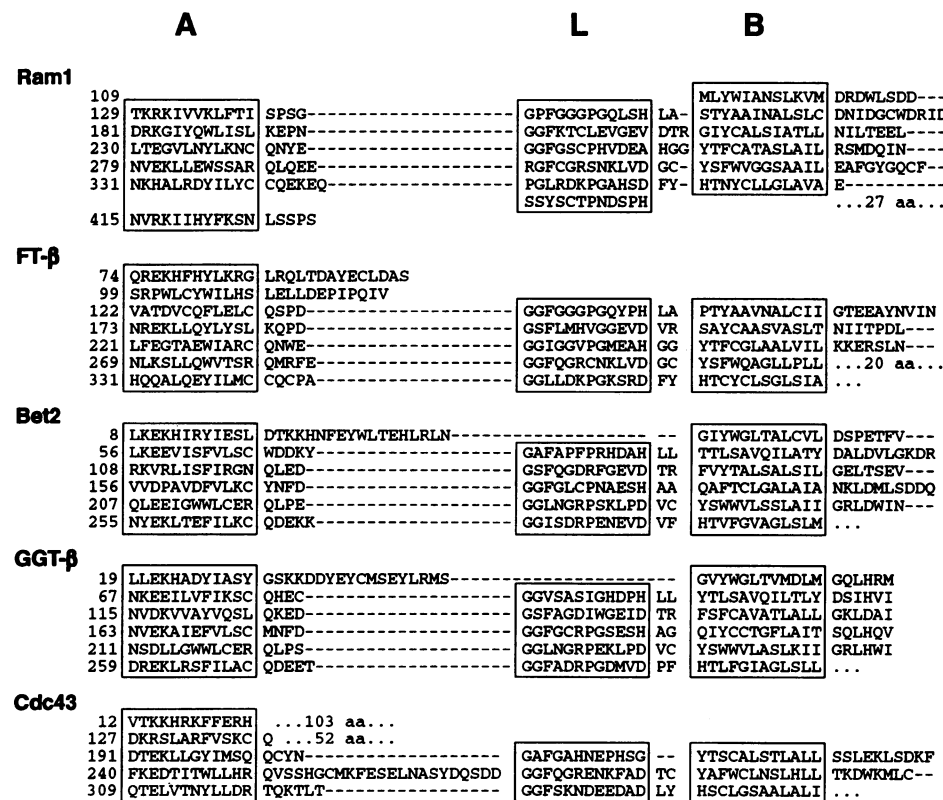 A L B
Ram1
109 MLYWIANSLKVM DRDWLSDD---
129 TKRKIVVKLFTI SPSG---------------------- GPFGGGPGQLSH LA- STYAAINALSLC DNIDGCWDRID
181 DRKGIYQWLISL KEPN---------------------- GGFKTCLEVGEV DTR GIYCALSIATLL NILTEEL---
230 LTEGVLNYLKNC QNYE---------------------- GGFGSCPHVDEA HGG YTFCATASLAIL RSMDQIN---
279 NVEKLLEWSSAR QLQEE--------------------- RGFCGRSNKLVD GC- YSFWVGGSAAIL EAFGYGQCF-
331 NKHALRDYILYC CQEKEQ-------------------- PGLRDKPGAHSD FY- HTNYCLLGLAVA E----------
SSYSCTPNDSPH ...27 aa...
415 NVRKIIHYFKSN LSSPS
FT-β
74 QREKHFHYLKRG LRQLTDAYECLDAS
99 SRPWLCYWILHS LELLDEPIPQIV
122 VATDVCQFLELC QSPD---------------------- GGFGGGPGQYPH LA PTYAAVNALCII GTEEAYNVIN
173 NREKLLQYLYSL KQPD---------------------- GSFLMHVGGEVD VR SAYCAASVASLT NIITPDL---
221 LFEGTAEWIARC QNWE---------------------- GGIGGVPGMEAH GG YTFCGLAALVIL KKERSLN---
269 NLKSLLQWVTSR QMRFE--------------------- GGFQGRCNKLVD GC YSFWQAGLLPLL ...20 aa...
331 HQQALQEYILMC CQCPA--------------------- GGLLDKPGKSRD FY HTCYCLSGLSIA ...
Bet2
8 LKEKHIRYIESL DTKKHNFEYWLTEHLRLN------ ------------ -- GIYWGLTALCVL DSPETFV---
56 LKEEVISFVLSC WDDKY--------------------- GAFAPFPRHDAH LL TTLSAVQILATY DALDVLGKDR
108 RKVRLISFIRGN QLED---------------------- GSFQGDRFGEVD TR FVYTALSALSIL GELTSEV---
156 VVDPAVDFVLKC YNFD---------------------- GGFGLCPNAESH AA QAFTCLGALAIA NKLDMLSDDQ
207 QLEEIGWWLCER QLPE---------------------- GGLNGRPSKLPD VC YSWWVLSSLAII GRLDWIN---
255 NYEKLTEFILKC QDEKK--------------------- GGISDRPENEVD VF HTVFGVAGLSLM ...
GGT-β
19 LLEKHADYIASY GSKKDDYEYCMSEYLRMS------------------------ GVYWGLTVMDLM GQLHRM
67 NKEEILVFIKSC QHEC---------------------- GGVSASIGHDPH LL YTLSAVQILTLY DSIHVI
115 NVDKVVAYVQSL QKED---------------------- GSFAGDIWGEID TR FSFCAVATLALL GKLDAI
163 NVEKAIEFVLSC MNFD---------------------- GGFGCRPGSESH AG QIYCCTGFLAIT SQLHQV
211 NSDLLGWWLCER QLPS---------------------- GGLNGRPEKLPD VC YSWWVLASLKII GRLHWI
259 DREKLRSFILAC QDEET--------------------- GGFADRPGDMVD PF HTLFGIAGLSLL ...
Cdc43
12 VTKKHRKFFERH ...103 aa...
127 DKRSLARFVSKC Q ...52 aa...
191 DTEKLLGYIMSQ QCYN--------------------- GAFGAHNEPHSG -- YTSCALSTLALL SSLEKLSDKF
240 FKEDTITWLLHR QVSSHGCMKFESELNASYDQSDD GGFQGRENKFAD TC YAFWCLNSLHLL TKDWKMLC--
309 QTELVTNYLLDR TQKTLT------------------- GGFSKNDEEDAD LY HSCLGSAALALI ...